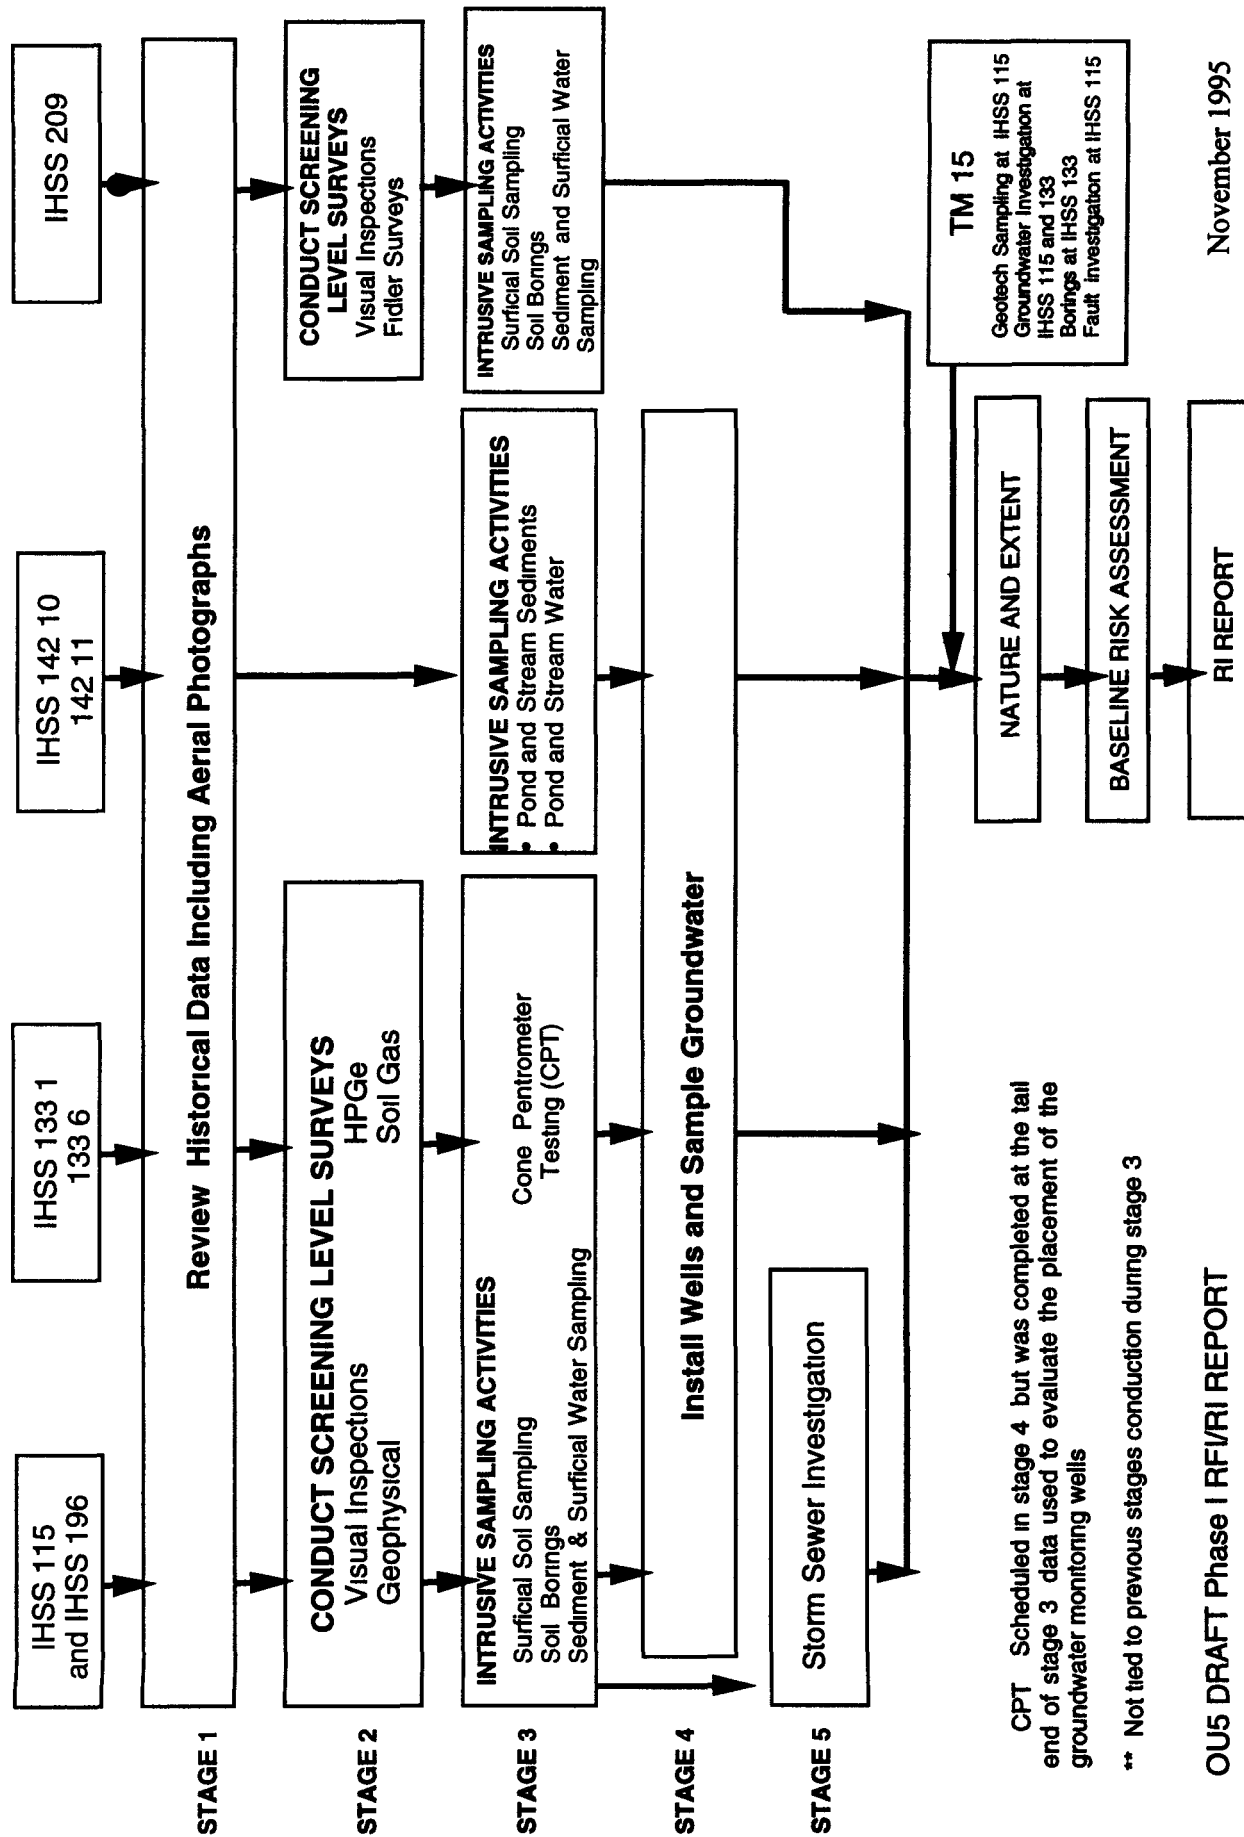 IHSS 115
and IHSS 196
IHSS 133 1
133 6
IHSS 142 10
142 11
IHSS 209
STAGE 1
Review Historical Data Including Aerial Photographs
STAGE 2
CONDUCT SCREENING LEVEL SURVEYS
Visual Inspections
Geophysical
HPGe
Soil Gas
CONDUCT SCREENING
LEVEL SURVEYS
Visual Inspections
Fidler Surveys
STAGE 3
INTRUSIVE SAMPLING ACTIVITIES
Surficial Soil Sampling
Soil Borings
Sediment & Surficial Water Sampling
Cone Pentrometer
Testing (CPT)
INTRUSIVE SAMPLING ACTIVITIES
• Pond and Stream Sediments
• Pond and Stream Water
INTRUSIVE SAMPLING ACTIVITIES
Surficial Soil Sampling
Soil Borings
Sediment and Surficial Water
Sampling
STAGE 4
Install Wells and Sample Groundwater
STAGE 5
Storm Sewer Investigation
TM 15
Geotech Sampling at IHSS 115
Groundwater Investigation at
IHSS 115 and 133
Borings at IHSS 133
Fault investigation at IHSS 115
NATURE AND EXTENT
BASELINE RISK ASSESSMENT
RI REPORT
CPT Scheduled in stage 4 but was completed at the tail
end of stage 3 data used to evaluate the placement of the
groundwater monitoring wells
** Not tied to previous stages conduction during stage 3
OU5 DRAFT Phase I RFI/RI REPORT
November 1995